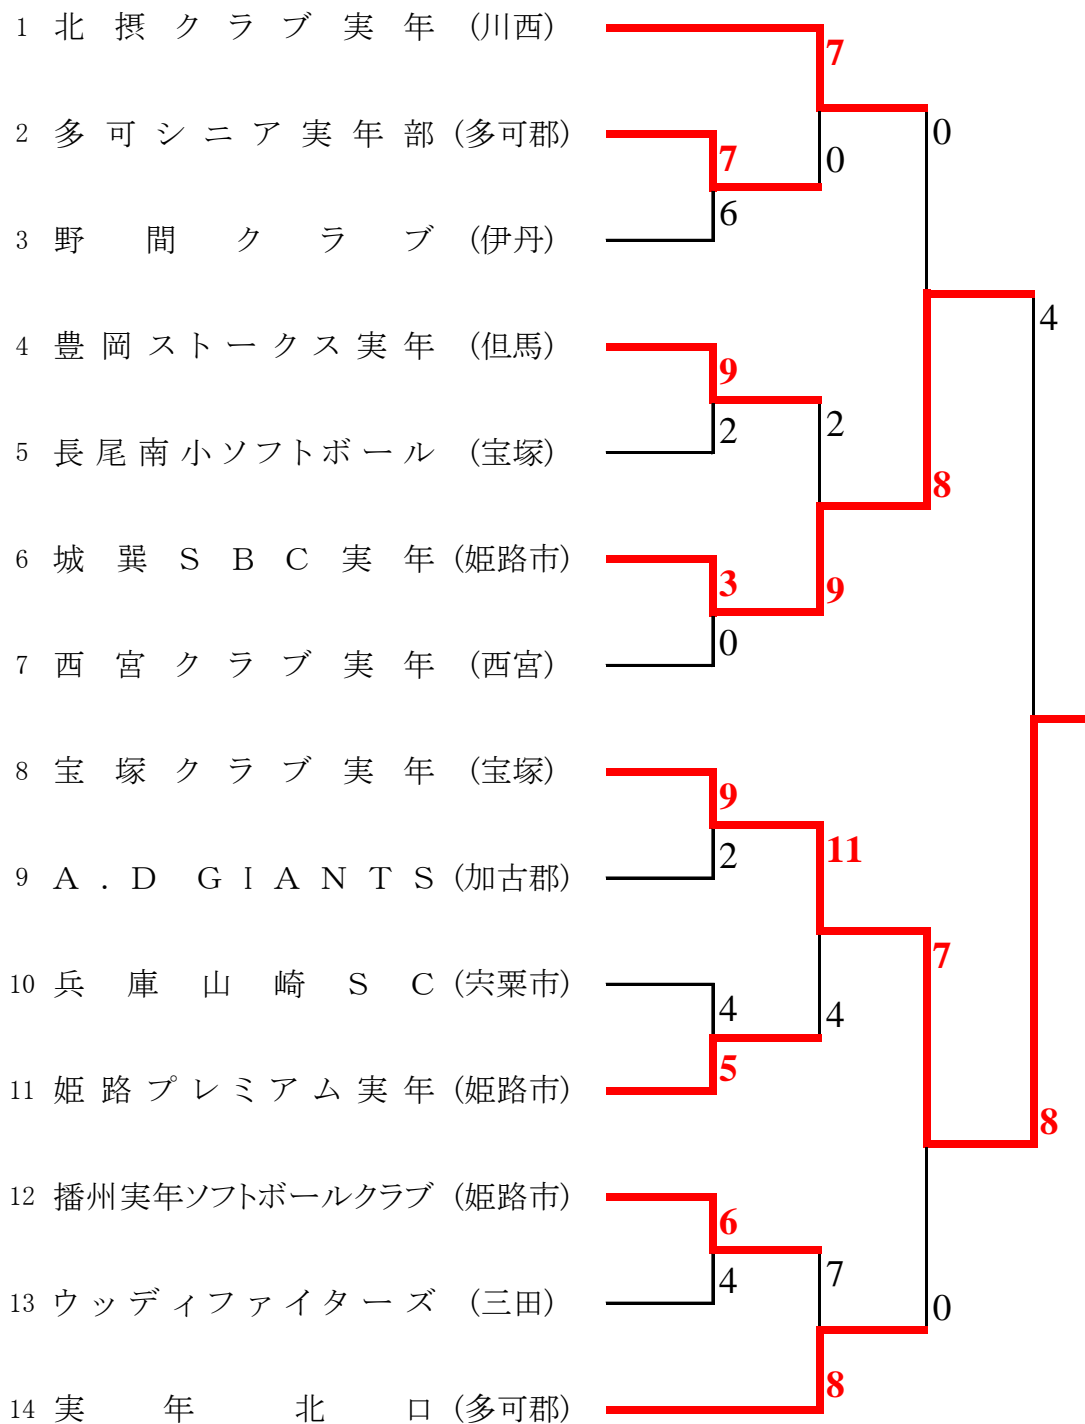 1 北摂クラブ実年 (川西)
7
2 多可シニア実年部 (多可郡)
0
7
0
6
3 野間クラブ (伊丹)
4 豊岡ストークス実年 (但馬)
4
9
2
2
5 長尾南小ソフトボール (宝塚)
8
6 城巽SBC実年 (姫路市)
3
9
0
7 西宮クラブ実年 (西宮)
8 宝塚クラブ実年 (宝塚)
9
11
2
9 A.D GIANTS (加古郡)
7
10 兵庫山崎SC (宍粟市)
4
4
5
11 姫路プレミアム実年 (姫路市)
8
12 播州実年ソフトボールクラブ (姫路市)
6
7
4
13 ウッディファイターズ (三田)
0
8
14 実年北口 (多可郡)